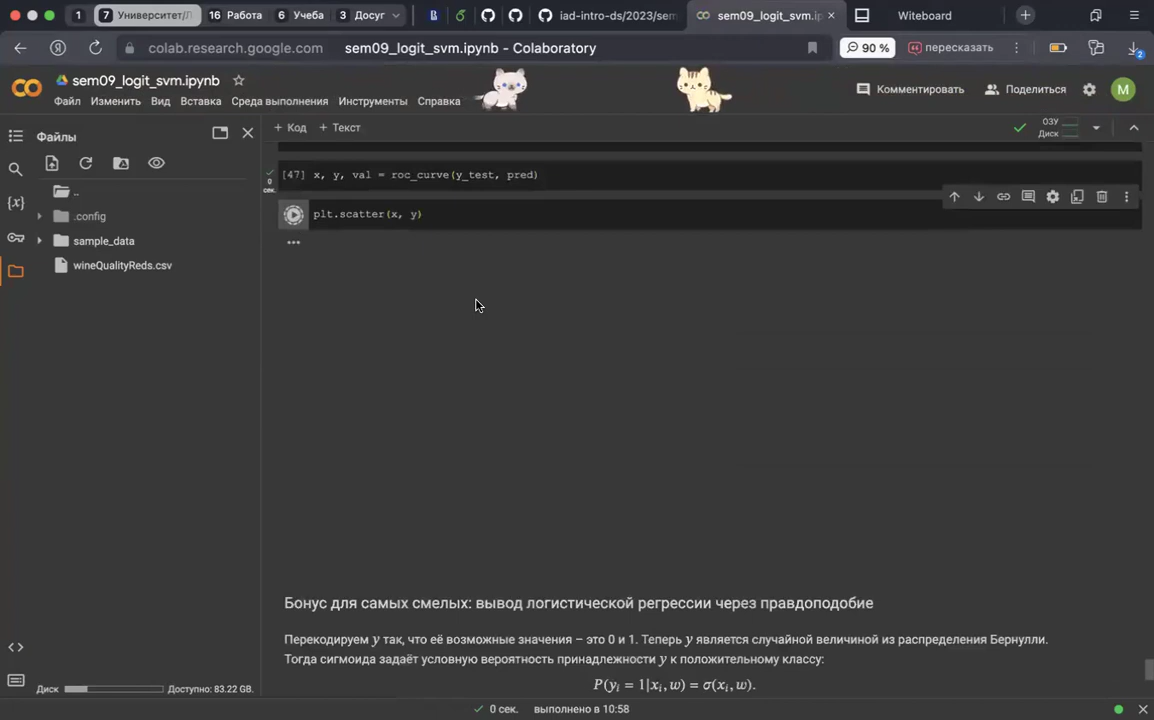 1
7 Университет/Л
16 Работа
6 Учеба
3 Досуг
iad-intro-ds/2023/sem
sem09_logit_svm.ip
Witeboard
colab.research.google.com
sem09_logit_svm.ipynb - Colaboratory
90 %
пересказать
2
sem09_logit_svm.ipynb
Файл Изменить Вид Вставка Среда выполнения Инструменты Справка
Комментировать
Поделиться
M
Файлы
+ Код + Текст
ОЗУ
Диск
..
.config
sample_data
wineQualityReds.csv
0
сек.
[47] x, y, val = roc_curve(y_test, pred)
plt.scatter(x, y)
Бонус для самых смелых: вывод логистической регрессии через правдоподобие
Перекодируем y так, что её возможные значения – это 0 и 1. Теперь y является случайной величиной из распределения Бернулли.
Тогда сигмоида задаёт условную вероятность принадлежности y к положительному классу:
P(yᵢ = 1|xᵢ, w) = σ(xᵢ, w).
Диск
Доступно: 83.22 GB.
0 сек. выполнено в 10:58